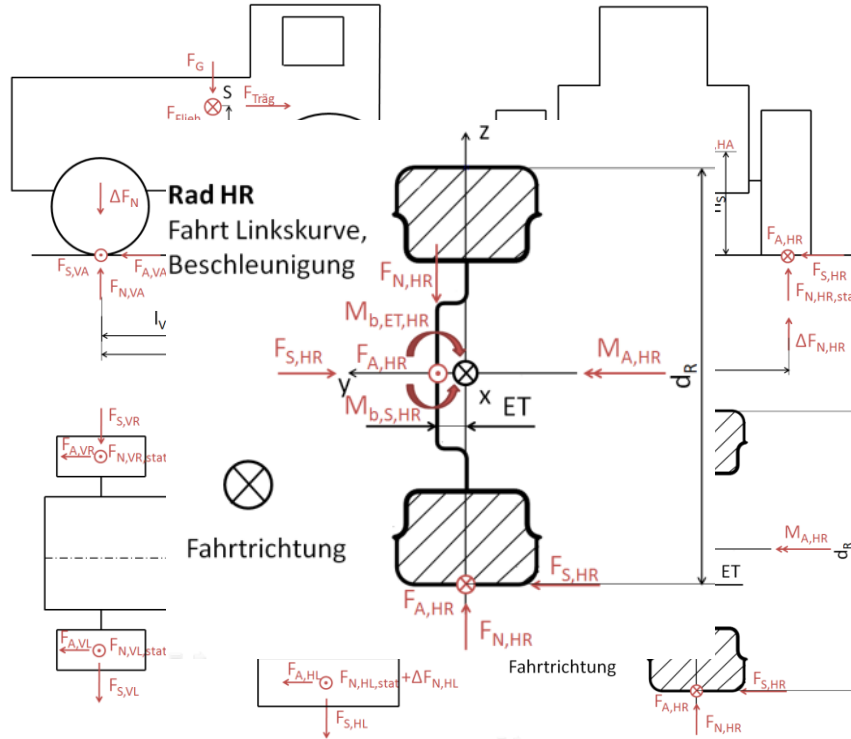 F_G
S
F_Träg
F_Flieh
ΔF_N
F_S,VA
F_A,VA
F_N,VA
l_V
,HA
F_A,HR
F_S,HR
F_N,HR,stat
ΔF_N,HR
Rad HR
Fahrt Linkskurve,
Beschleunigung
z
F_N,HR
M_b,ET,HR
F_S,HR
F_A,HR
M_A,HR
y
x
M_b,S,HR
ET
d_R
Fahrtrichtung
F_S,HR
F_A,HR
F_N,HR
F_S,VR
F_A,VR
F_N,VR,stat
F_A,VL
F_N,VL,stat
F_S,VL
F_A,HL
F_N,HL,stat+ΔF_N,HL
F_S,HL
M_A,HR
d_R
ET
Fahrtrichtung
F_S,HR
F_A,HR
F_N,HR